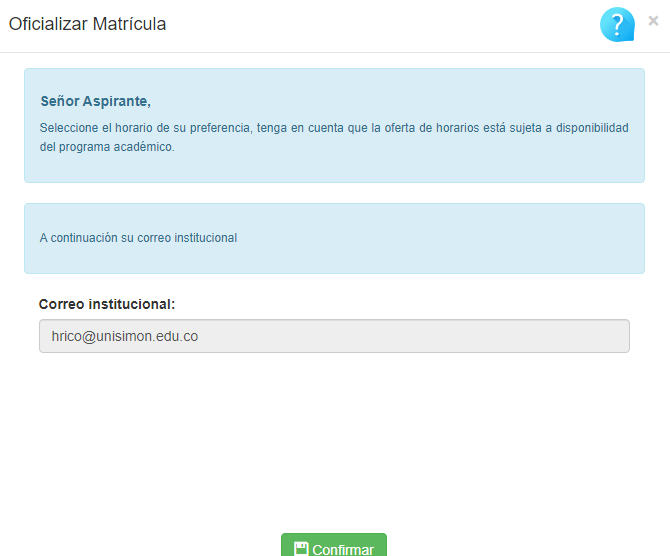 Oficializar Matrícula
?
×
Señor Aspirante,
Seleccione el horario de su preferencia, tenga en cuenta que la oferta de horarios está sujeta a disponibilidad
del programa académico.
A continuación su correo institucional
Correo institucional:
hrico@unisimon.edu.co
Confirmar